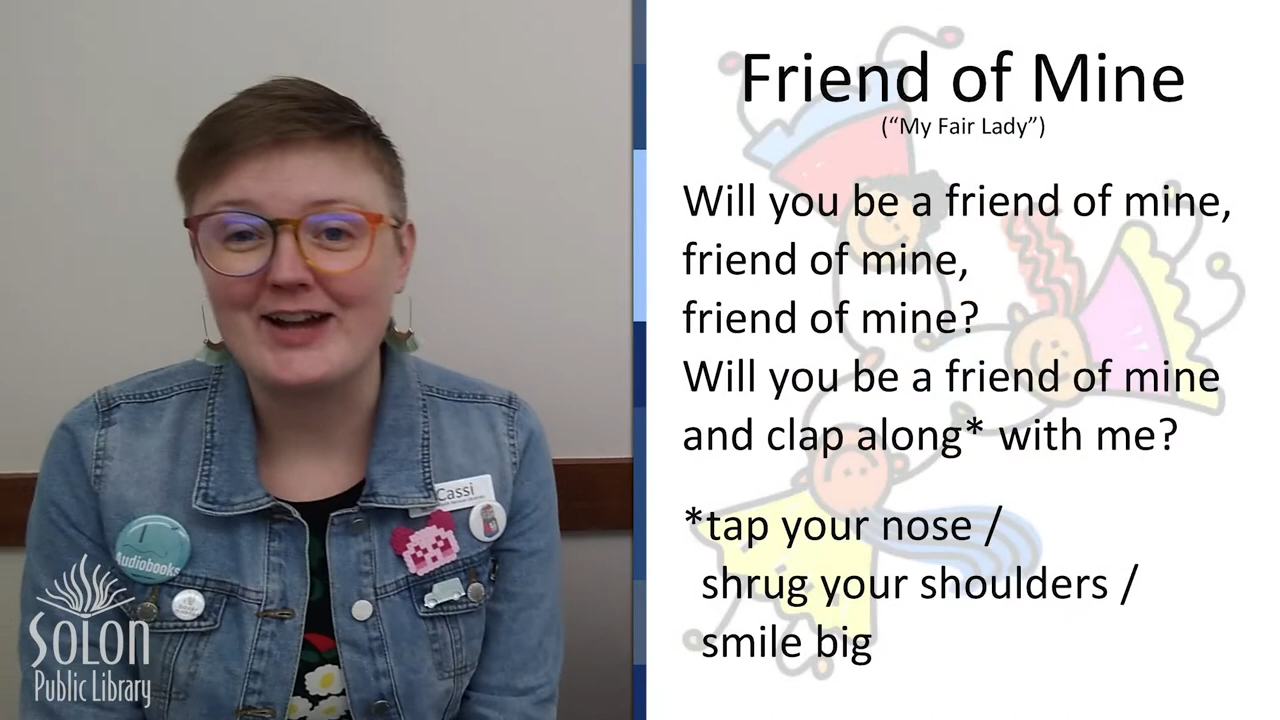 Friend of Mine
(“My Fair Lady”)
Will you be a friend of mine,
friend of mine,
friend of mine?
Will you be a friend of mine
and clap along* with me?
*tap your nose /
shrug your shoulders /
smile big
Cassi
Audiobooks
SOLON
Public Library